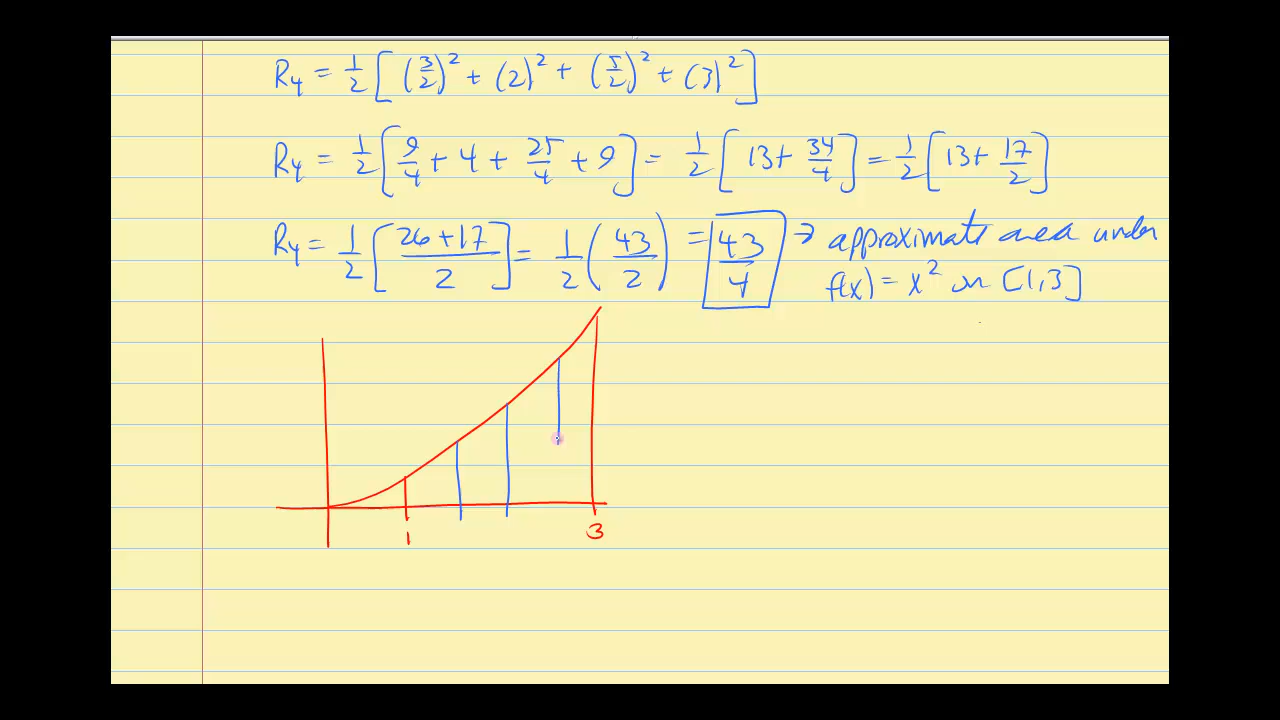 R₄ = 1/2 [ (3/2)² + (2)² + (5/2)² + (3)² ]
R₄ = 1/2 [ 9/4 + 4 + 25/4 + 9 ] = 1/2 [ 13 + 34/4 ] = 1/2 [ 13 + 17/2 ]
R₄ = 1/2 [ (26+17)/2 ] = 1/2 ( 43/2 ) = 43/4 → approximate area under
f(x) = x² on [1,3]
1 3